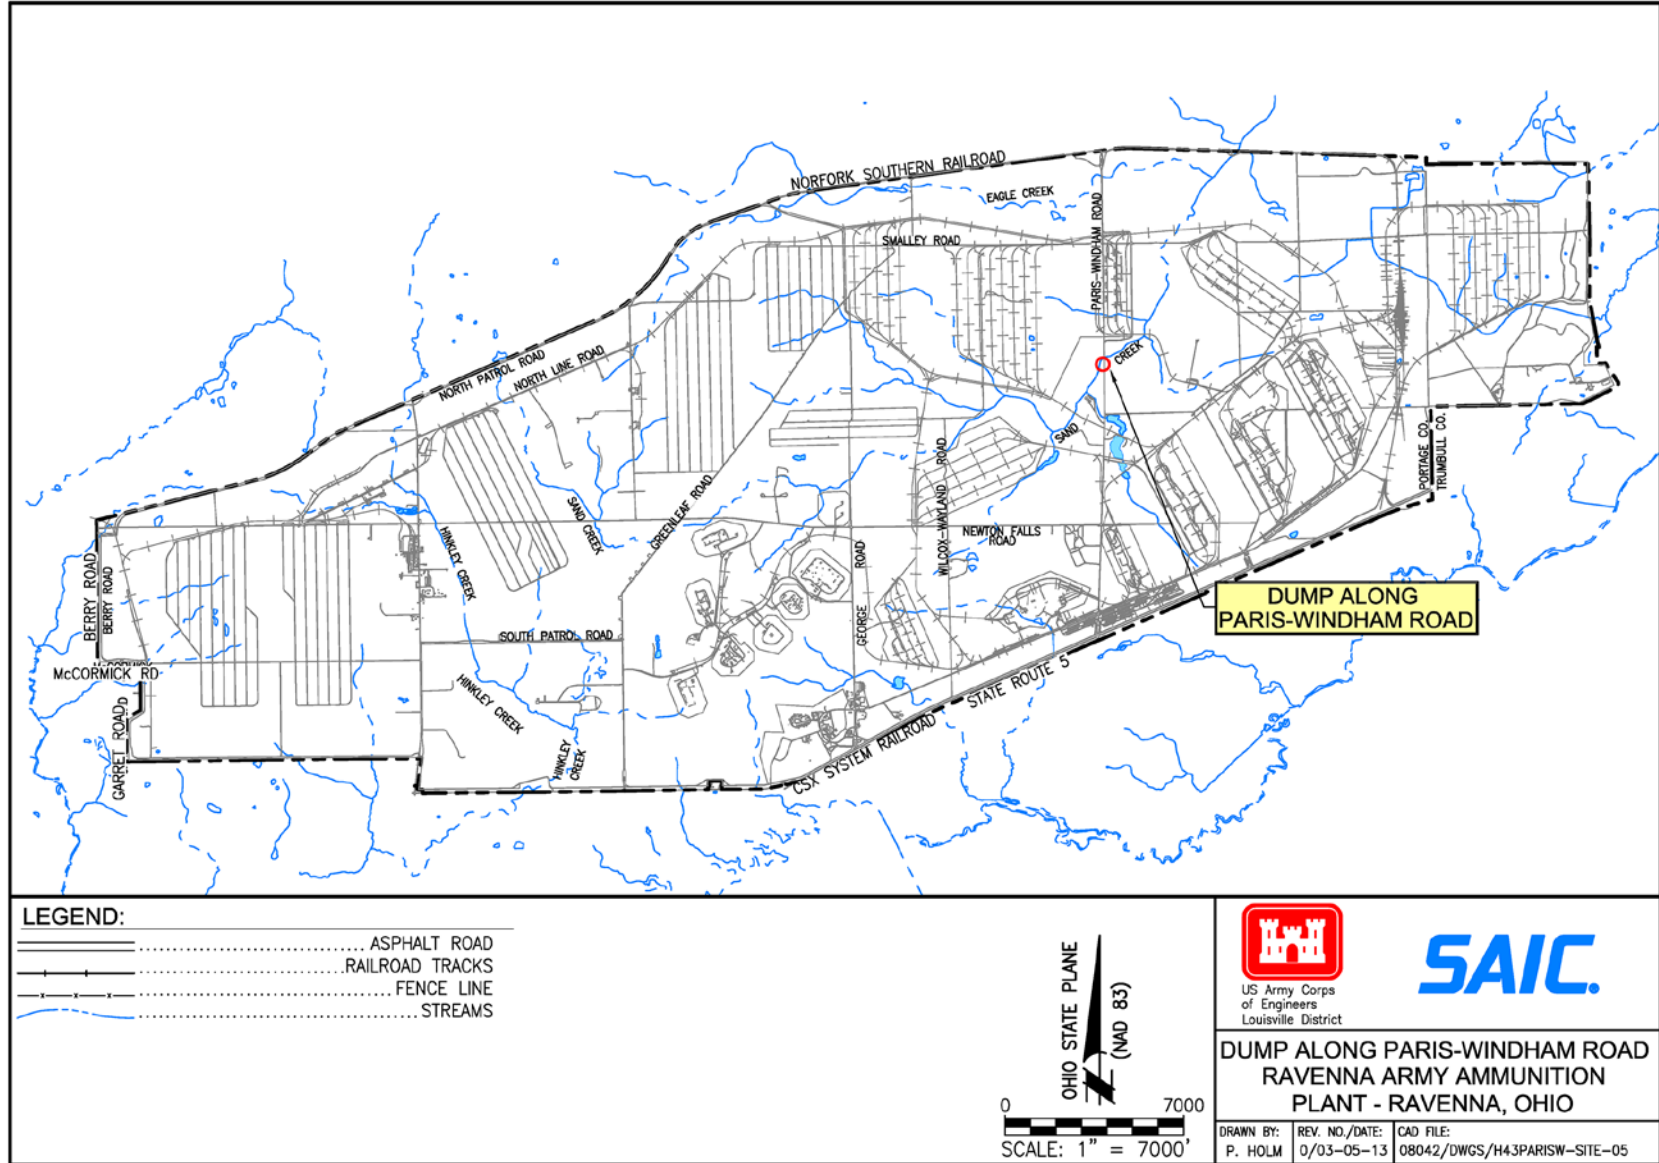 NORFORK SOUTHERN RAILROAD
EAGLE CREEK
PARIS-WINDHAM ROAD
SMALLEY ROAD
CREEK
SAND
NORTH PATROL ROAD
NORTH LINE ROAD
PORTAGE CO.
TRUMBULL CO.
WILCOX-WAYLAND ROAD
GREENLEAF ROAD
SAND CREEK
HINKLEY CREEK
NEWTON FALLS
ROAD
GEORGE ROAD
BERRY ROAD
BERRY ROAD
DUMP ALONG
PARIS-WINDHAM ROAD
SOUTH PATROL ROAD
McCORMICK RD
HINKLEY CREEK
GARRET ROAD
STATE ROUTE 5
CSX SYSTEM RAILROAD
HINKLEY
CREEK
LEGEND:
ASPHALT ROAD
RAILROAD TRACKS
FENCE LINE
STREAMS
OHIO STATE PLANE
(NAD 83)
0 7000
SCALE: 1" = 7000'
US Army Corps
of Engineers
Louisville District
SAIC.
DUMP ALONG PARIS-WINDHAM ROAD
RAVENNA ARMY AMMUNITION
PLANT - RAVENNA, OHIO
DRAWN BY: REV. NO./DATE: CAD FILE:
P. HOLM 0/03-05-13 08042/DWGS/H43PARISW-SITE-05